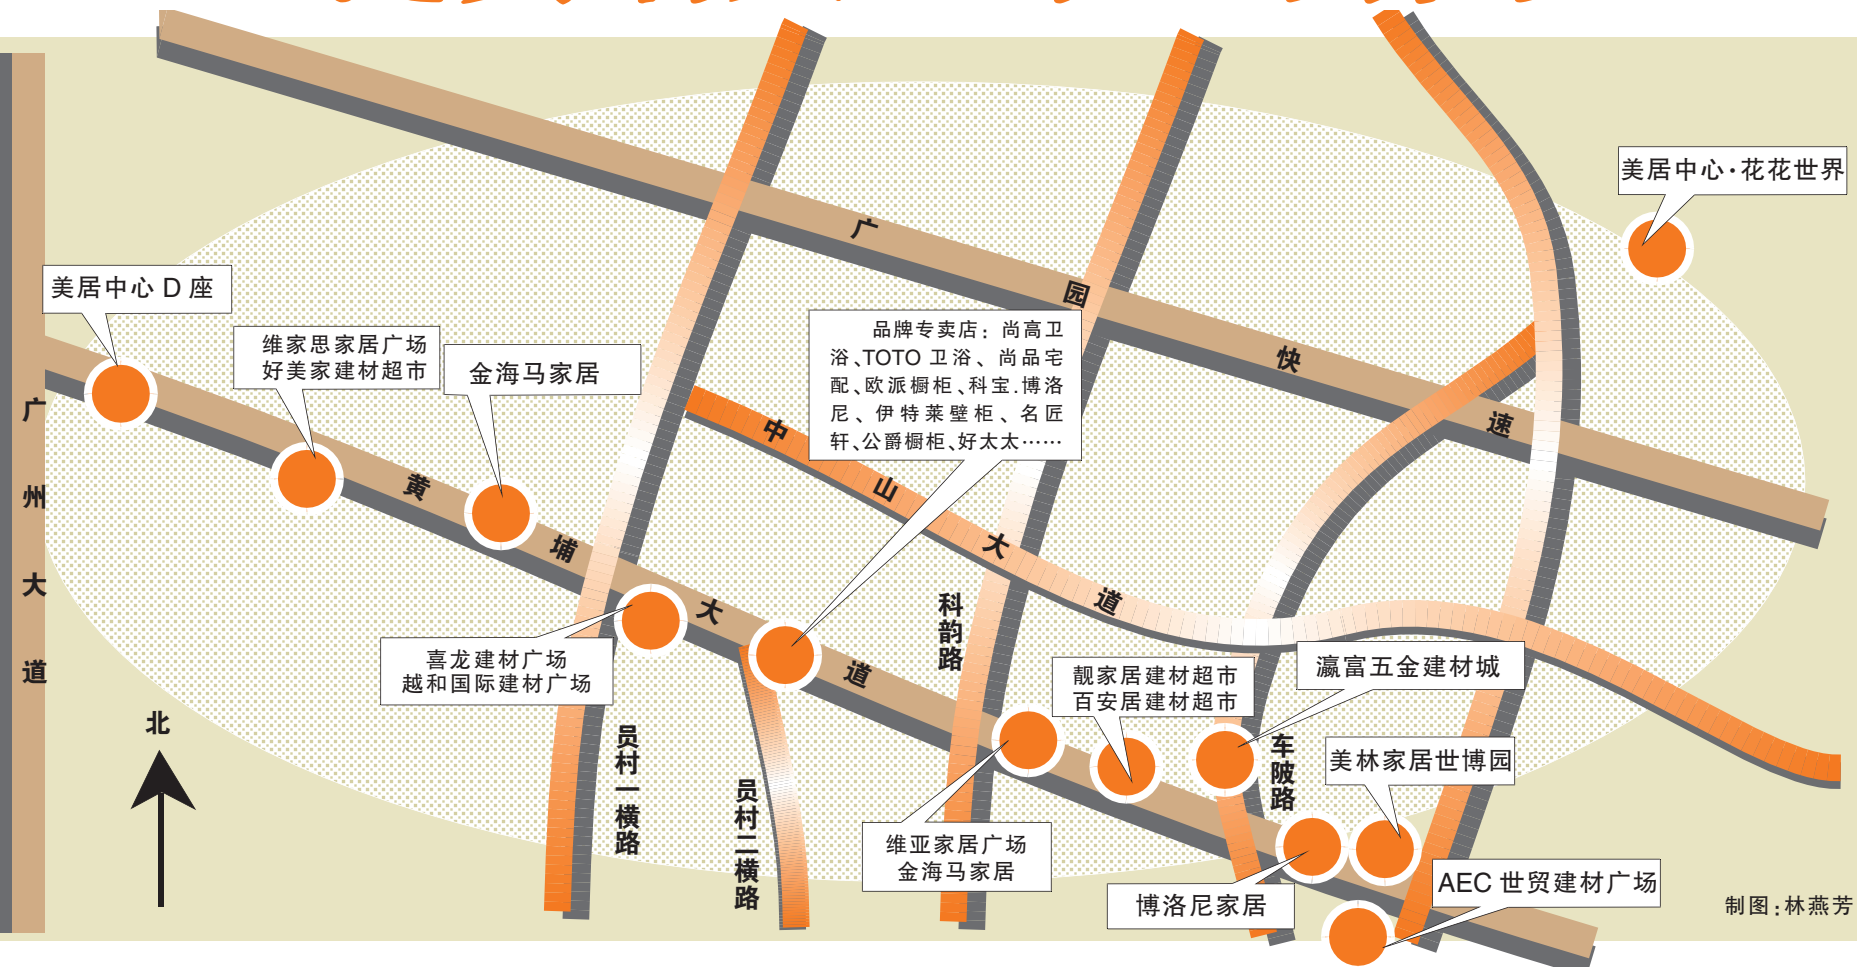 美居中心·花花世界
广园快速
美居中心 D 座
维家思家居广场
好美家建材超市
金海马家居
品牌专卖店：尚高卫
浴、TOTO 卫浴、尚品宅
配、欧派橱柜、科宝.博洛
尼、伊特莱壁柜、名匠
轩、公爵橱柜、好太太……
广州大道
黄埔大道
中山大道
喜龙建材广场
越和国际建材广场
科韵路
靓家居建材超市
百安居建材超市
瀛富五金建材城
北
员村一横路
员村二横路
车陂路
美林家居世博园
维亚家居广场
金海马家居
博洛尼家居
AEC 世贸建材广场
制图：林燕芳